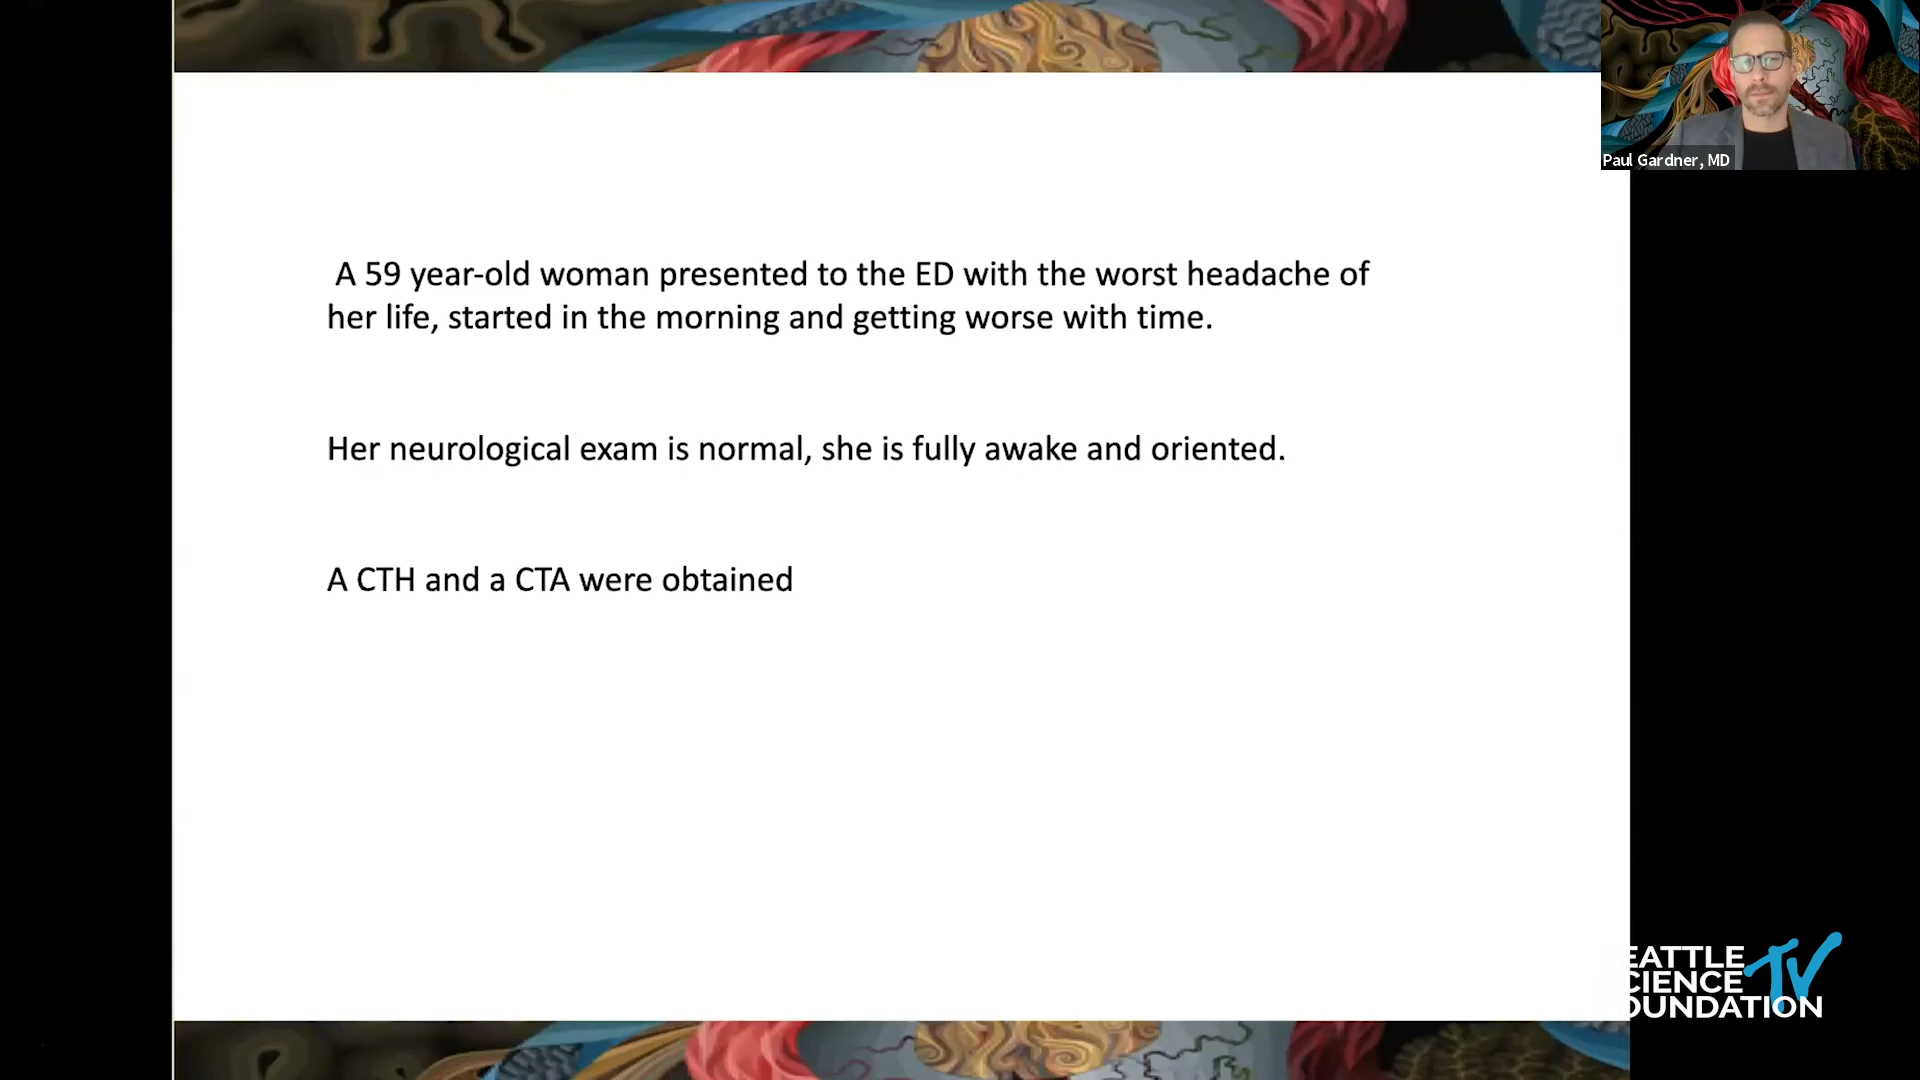 Paul Gardner, MD
A 59 year-old woman presented to the ED with the worst headache of
her life, started in the morning and getting worse with time.
Her neurological exam is normal, she is fully awake and oriented.
A CTH and a CTA were obtained
EATTLE
CIENCE
OUNDATION
TV